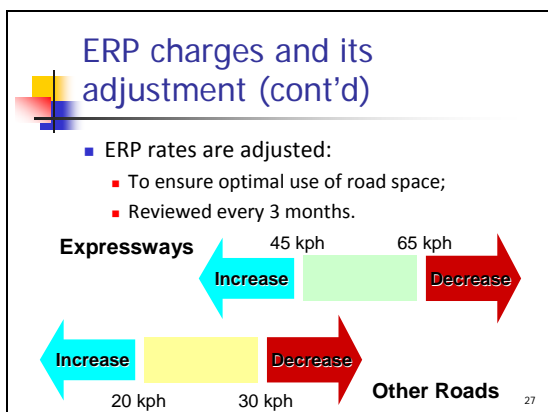 ERP charges and its
adjustment (cont'd)
ERP rates are adjusted:
To ensure optimal use of road space;
Reviewed every 3 months.
Expressways
45 kph
65 kph
Increase
Decrease
Increase
Decrease
20 kph
30 kph
Other Roads
27